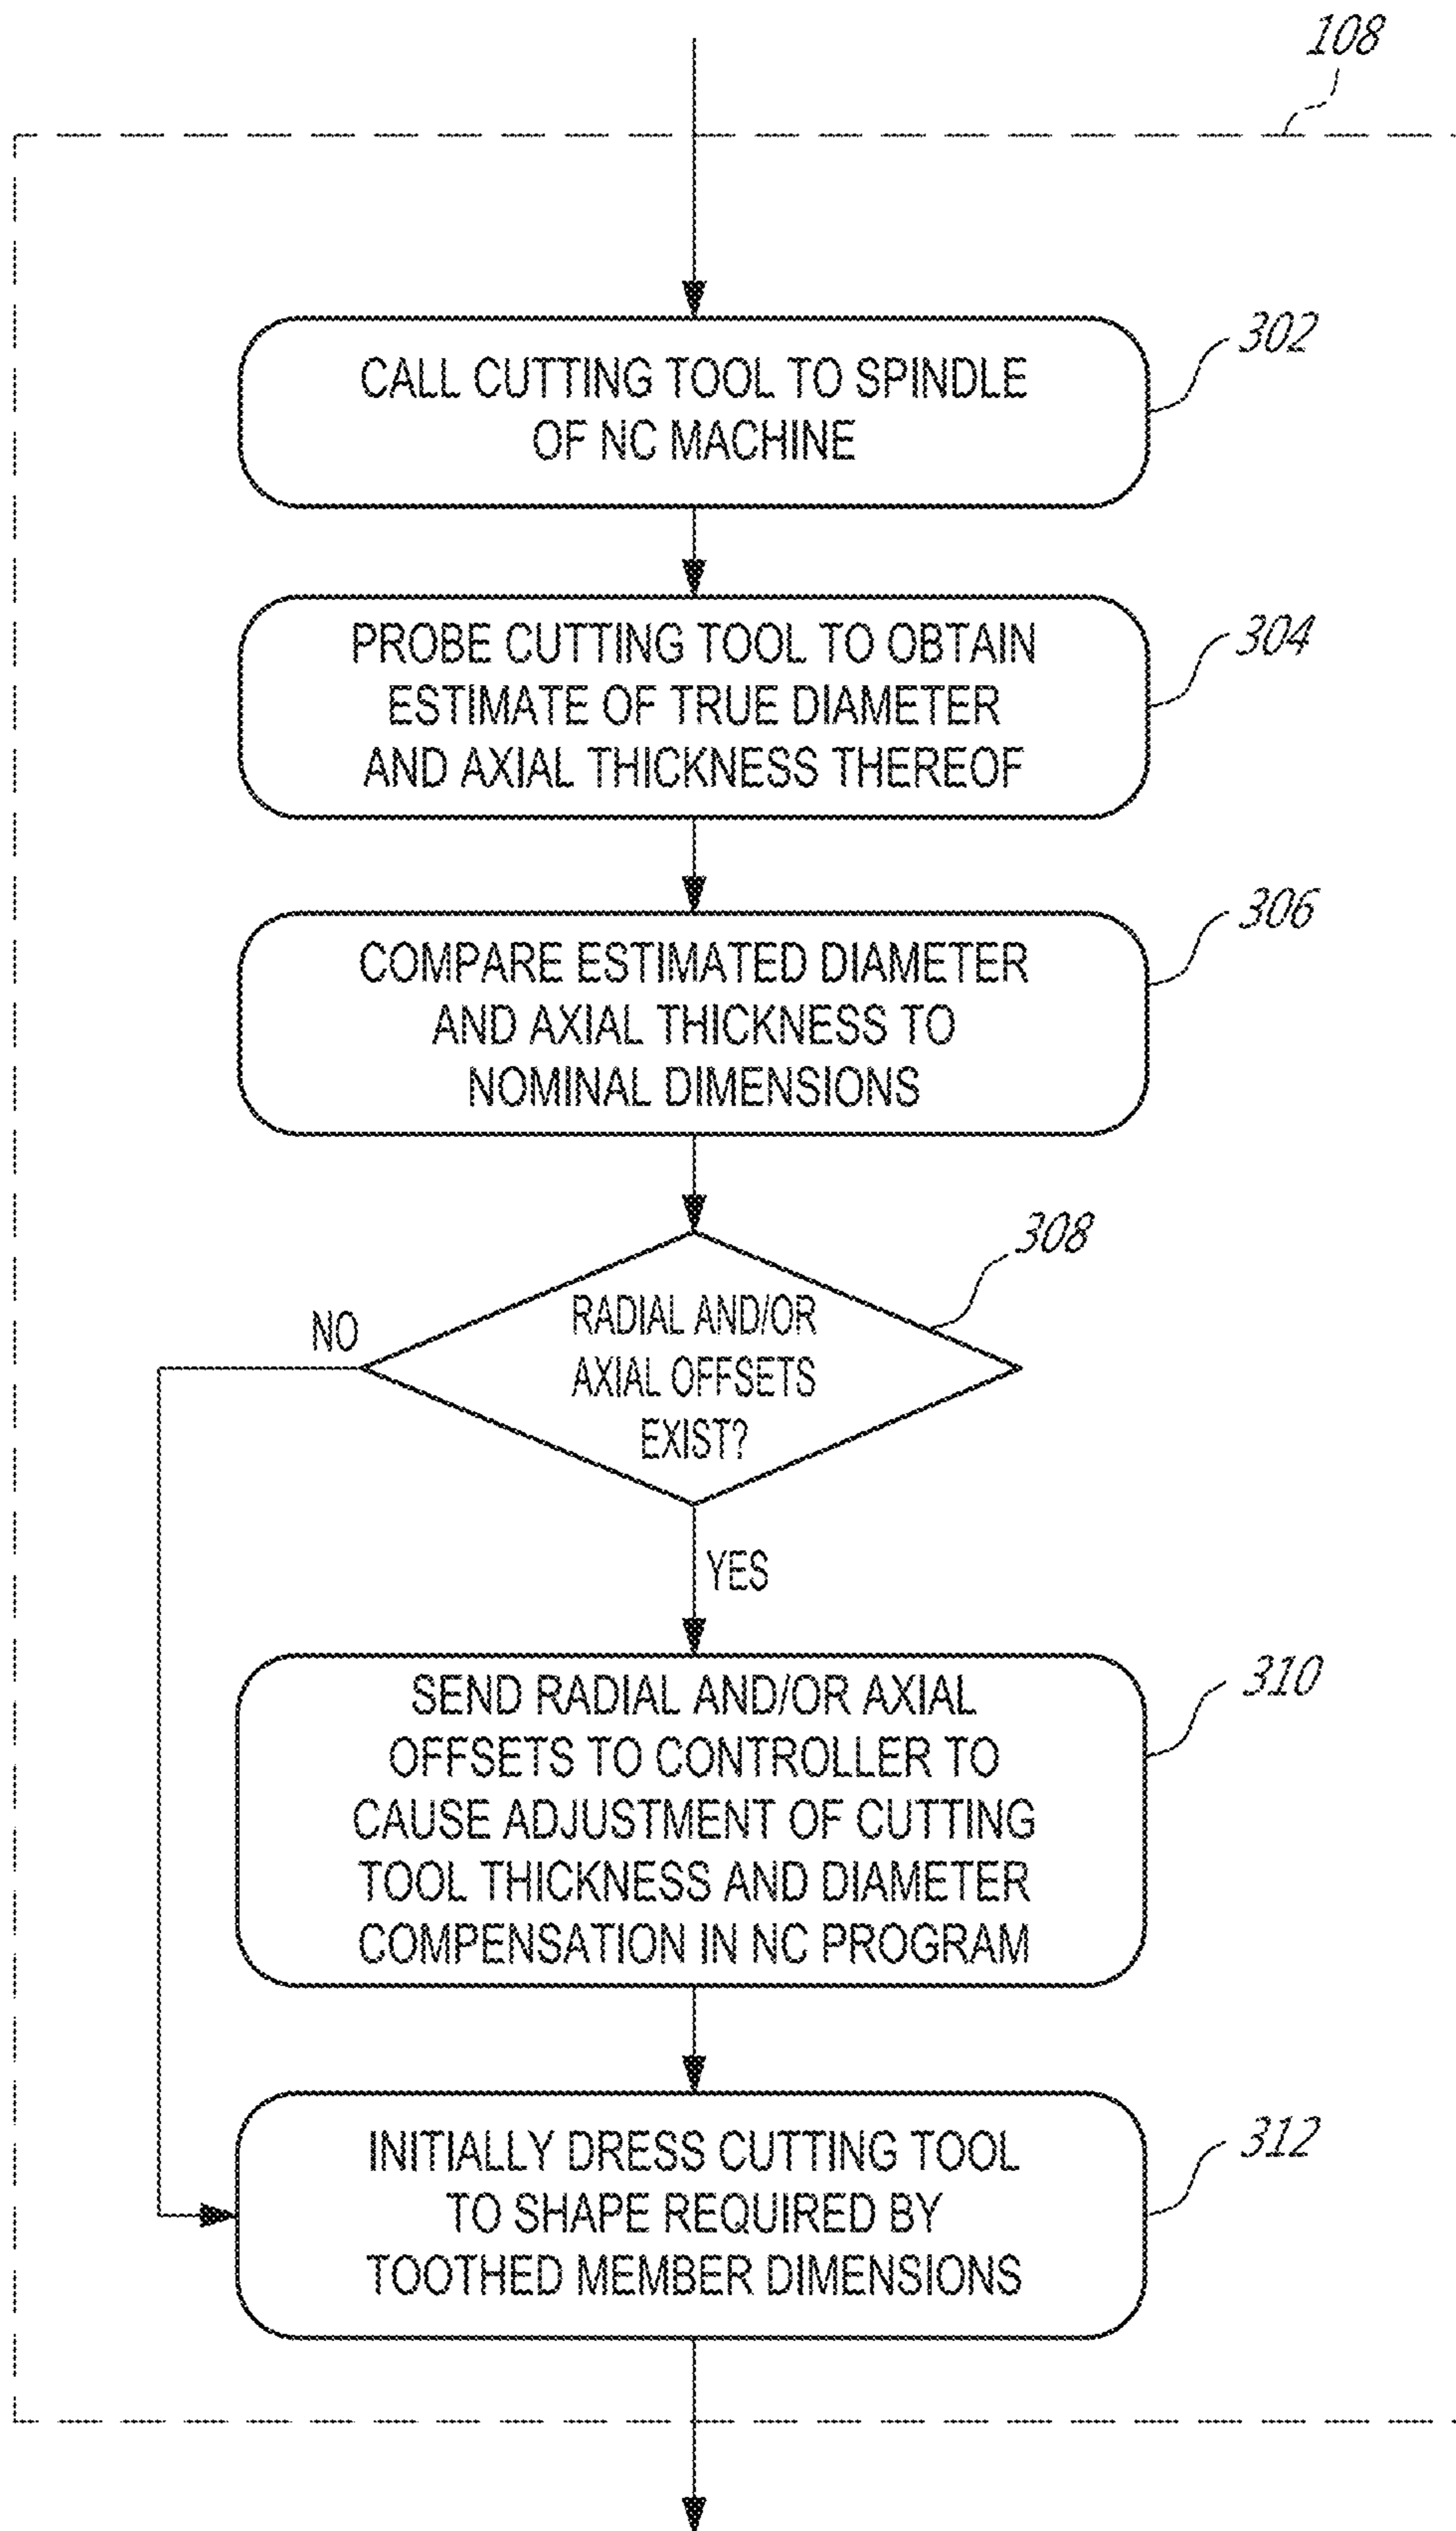 108
CALL CUTTING TOOL TO SPINDLE
OF NC MACHINE
302
PROBE CUTTING TOOL TO OBTAIN
ESTIMATE OF TRUE DIAMETER
AND AXIAL THICKNESS THEREOF
304
COMPARE ESTIMATED DIAMETER
AND AXIAL THICKNESS TO
NOMINAL DIMENSIONS
306
RADIAL AND/OR
AXIAL OFFSETS
EXIST?
308
NO
YES
SEND RADIAL AND/OR AXIAL
OFFSETS TO CONTROLLER TO
CAUSE ADJUSTMENT OF CUTTING
TOOL THICKNESS AND DIAMETER
COMPENSATION IN NC PROGRAM
310
INITIALLY DRESS CUTTING TOOL
TO SHAPE REQUIRED BY
TOOTHED MEMBER DIMENSIONS
312